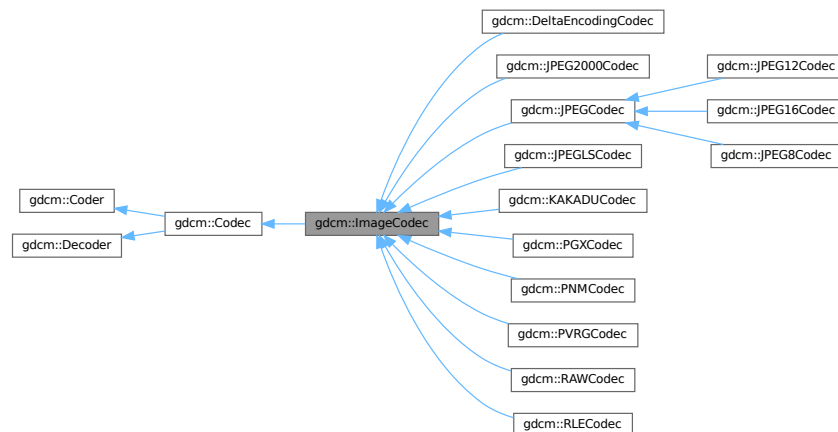 gdcm::DeltaEncodingCodec
gdcm::JPEG2000Codec
gdcm::JPEG12Codec
gdcm::JPEGCodec
gdcm::JPEG16Codec
gdcm::JPEGLSCodec
gdcm::JPEG8Codec
gdcm::Coder
gdcm::KAKADUCodec
gdcm::Codec
gdcm::ImageCodec
gdcm::Decoder
gdcm::PGXCodec
gdcm::PNMCodec
gdcm::PVRGCodec
gdcm::RAWCodec
gdcm::RLECodec